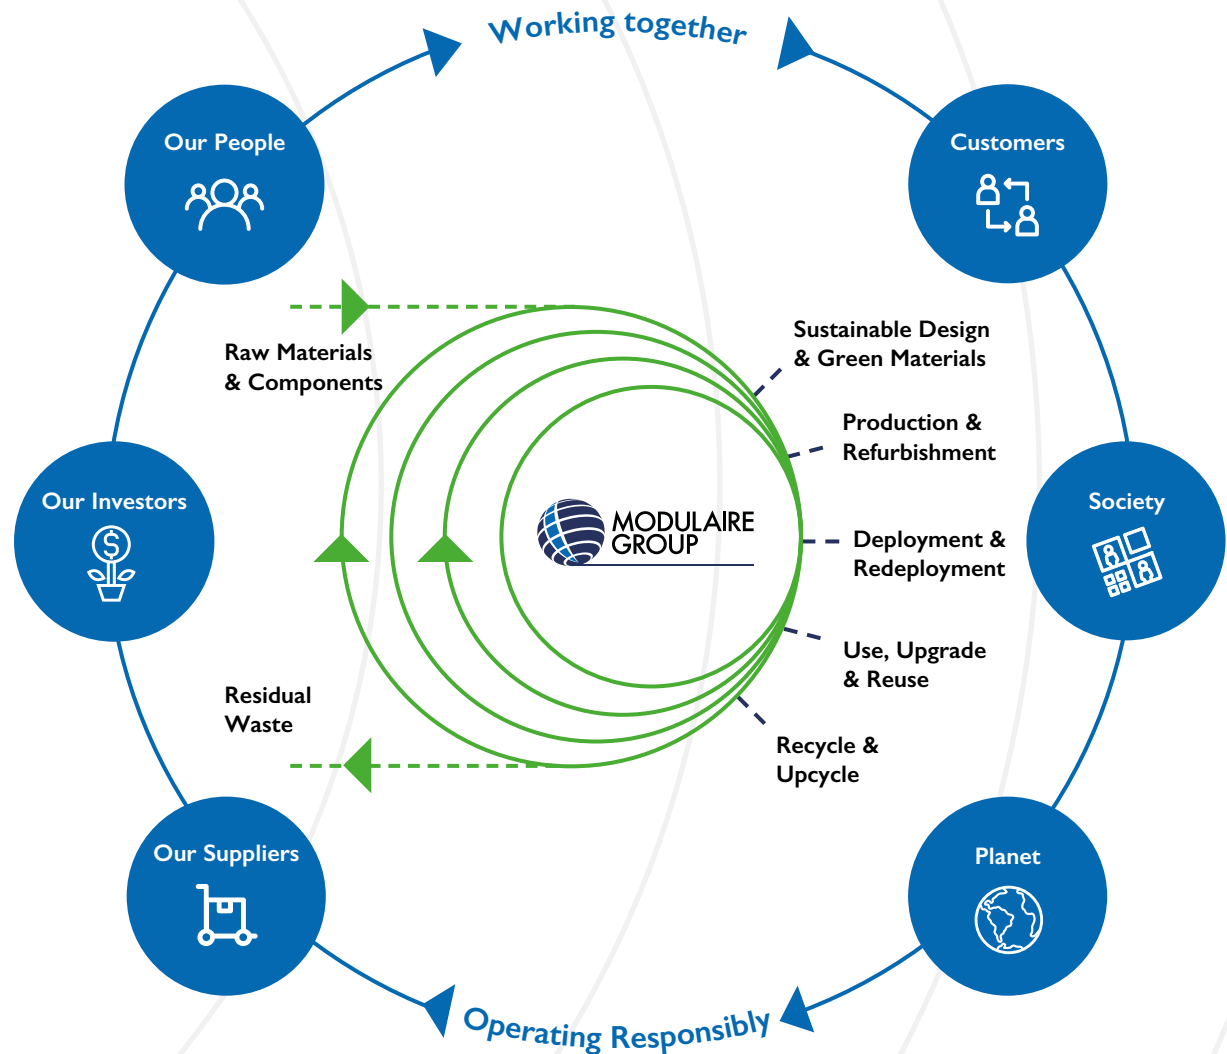 Working together
Our People
Customers
Raw Materials
& Components
Sustainable Design
& Green Materials
Production &
Refurbishment
Our Investors
$
MODULAIRE
GROUP
Deployment &
Redeployment
Society
Use, Upgrade
& Reuse
Residual
Waste
Recycle &
Upcycle
Our Suppliers
Planet
Operating Responsibly